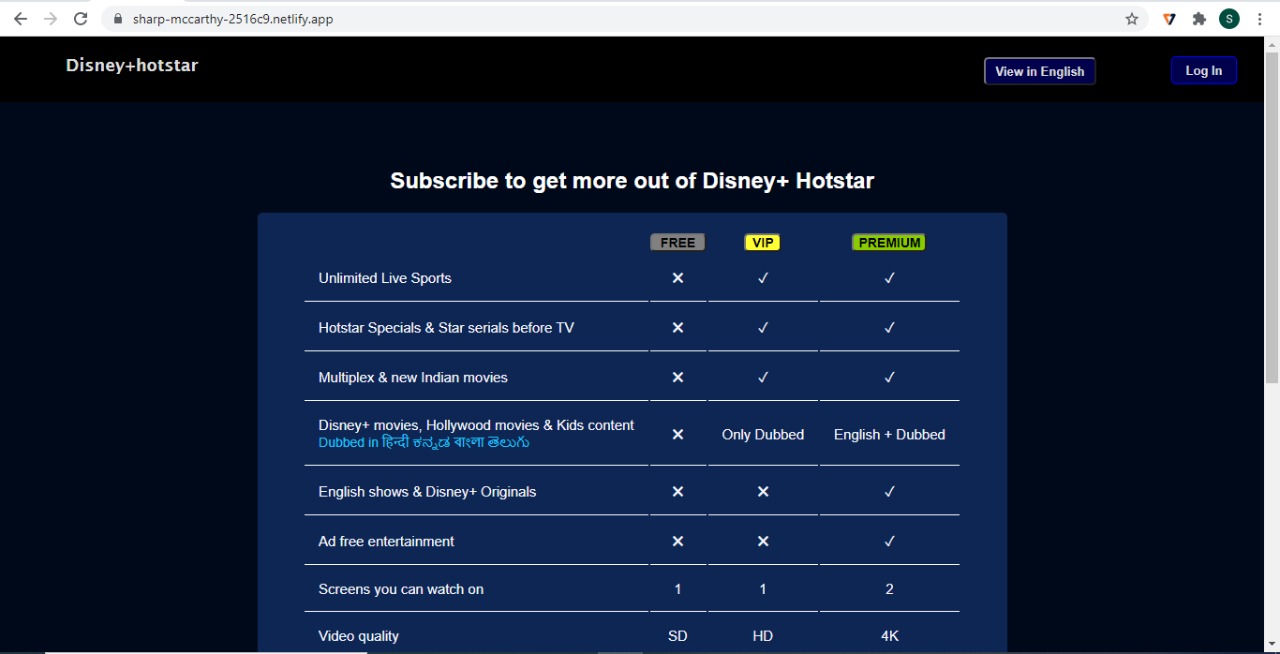 sharp-mccarthy-2516c9.netlify.app
S
Disney+hotstar
View in English
Log In
Subscribe to get more out of Disney+ Hotstar
FREE VIP PREMIUM
Unlimited Live Sports ✕ ✓ ✓
Hotstar Specials & Star serials before TV ✕ ✓ ✓
Multiplex & new Indian movies ✕ ✓ ✓
Disney+ movies, Hollywood movies & Kids content
Dubbed in हिन्दी ಕನ್ನಡ বাংলা తెలుగు
✕ Only Dubbed English + Dubbed
English shows & Disney+ Originals ✕ ✕ ✓
Ad free entertainment ✕ ✕ ✓
Screens you can watch on 1 1 2
Video quality SD HD 4K